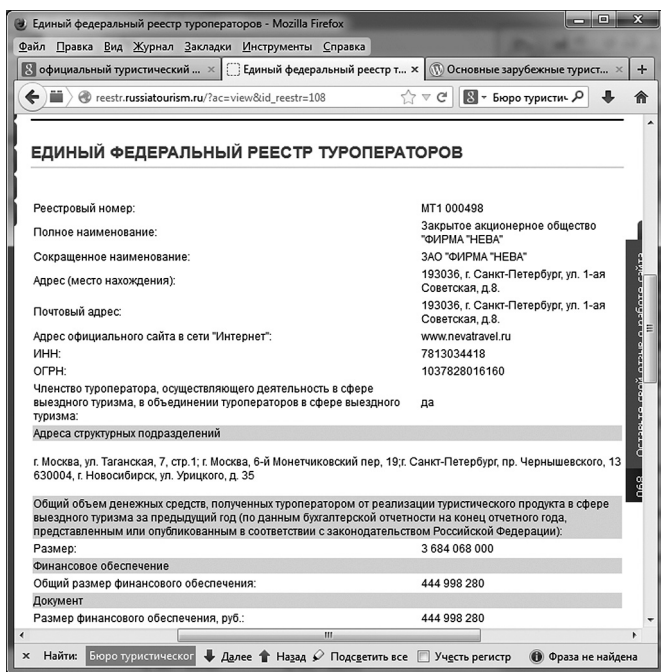 Единый федеральный реестр туроператоров - Mozilla Firefox
Файл Правка Вид Журнал Закладки Инструменты Справка
официальный туристический ... × Единый федеральный реестр т... × Основные зарубежные турист... × +
reestr.russiatourism.ru/?ac=view&id_reestr=108 Бюро туристич
ЕДИНЫЙ ФЕДЕРАЛЬНЫЙ РЕЕСТР ТУРОПЕРАТОРОВ
Реестровый номер: МТ1 000498
Полное наименование: Закрытое акционерное общество
"ФИРМА "НЕВА"
Сокращенное наименование: ЗАО "ФИРМА "НЕВА"
Адрес (место нахождения): 193036, г. Санкт-Петербург, ул. 1-ая
Советская, д.8.
Почтовый адрес: 193036, г. Санкт-Петербург, ул. 1-ая
Советская, д.8.
Адрес официального сайта в сети "Интернет": www.nevatravel.ru
ИНН: 7813034418
ОГРН: 1037828016160
Членство туроператора, осуществляющего деятельность в сфере
выездного туризма, в объединении туроператоров в сфере выездного да
туризма:
Адреса структурных подразделений
г. Москва, ул. Таганская, 7, стр.1; г. Москва, 6-й Монетчиковский пер, 19;г. Санкт-Петербург, пр. Чернышевского, 13
630004, г. Новосибирск, ул. Урицкого, д. 35
Общий объем денежных средств, полученных туроператором от реализации туристического продукта в сфере
выездного туризма за предыдущий год (по данным бухгалтерской отчетности на конец отчетного года,
представленным или опубликованным в соответствии с законодательством Российской Федерации):
Размер: 3 684 068 000
Финансовое обеспечение
Общий размер финансового обеспечения: 444 998 280
Документ
Размер финансового обеспечения, руб.: 444 998 280
Оставьте свой отзыв о работе сайта
× Найти: Бюро туристическог Далее Назад Подсветить все Учесть регистр Фраза не найдена